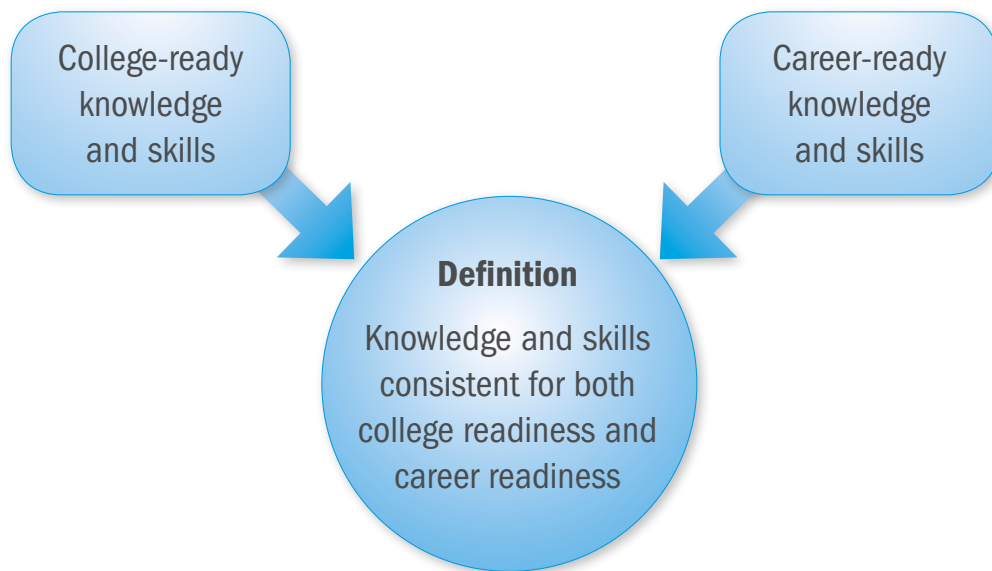 College-ready
knowledge
and skills
Career-ready
knowledge
and skills
Definition
Knowledge and skills
consistent for both
college readiness and
career readiness